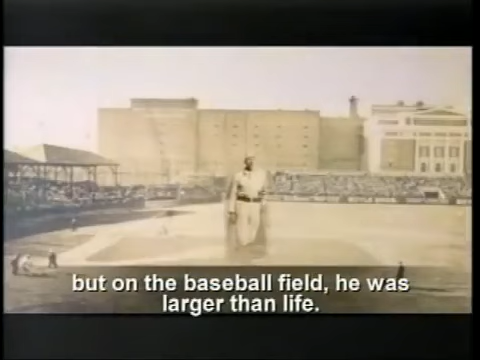 but on the baseball field, he was
larger than life.